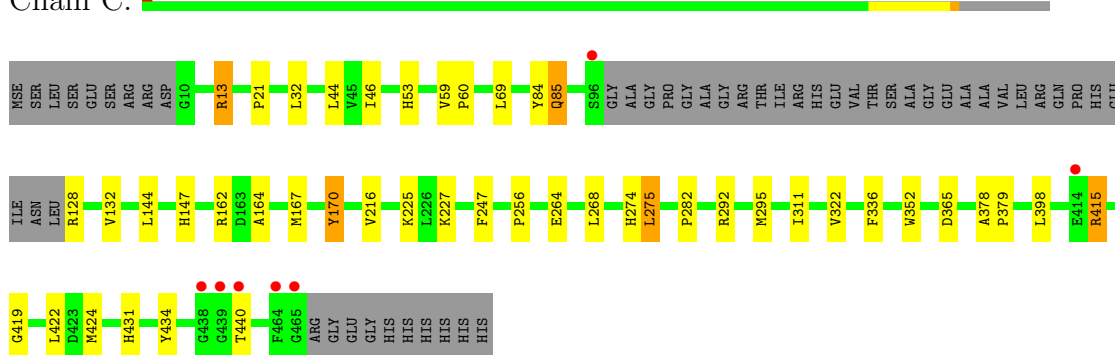 Chain C:
MSE SER LEU SER GLU SER ARG ARG ASP G10 R13 P21 L32 L44 V45 I46 H53 V59 P60 L69 Y84 Q85 S96 GLY ALA GLY PRO GLY ALA GLY ARG THR ILE ARG HIS GLU VAL THR SER ALA GLY GLU ALA ALA VAL LEU ARG GLN PRO HIS GLU
ILE ASN LEU R128 V132 L144 H147 R162 D163 A164 M167 Y170 V216 K225 L226 K227 F247 P256 E264 L268 H274 L275 P282 R292 M295 I311 V322 F336 W352 D365 A378 P379 L398 E414 R415
G419 L422 D423 M424 H431 Y434 G438 G439 T440 F464 G465 ARG GLY GLU GLY HIS HIS HIS HIS HIS HIS